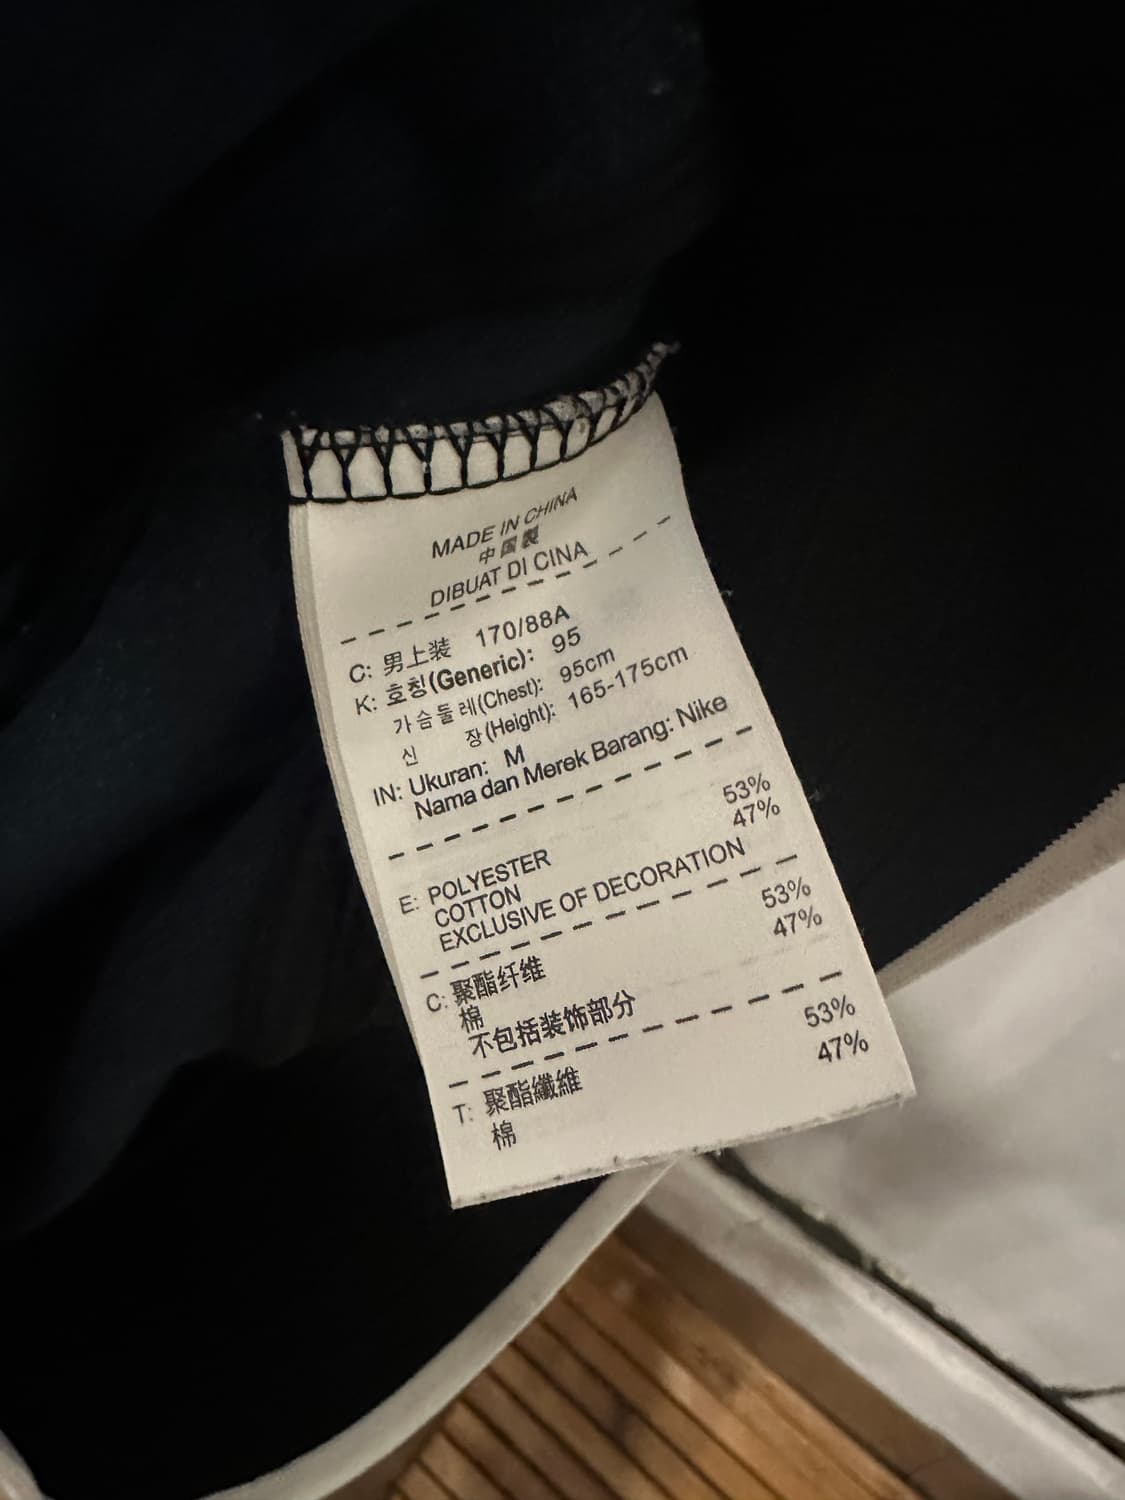 MADE IN CHINA
中国製
DIBUAT DI CINA
C: 男上装 170/88A
K: 호칭(Generic): 95
가슴둘레(Chest): 95cm
신 장(Height): 165-175cm
IN: Ukuran: M
Nama dan Merek Barang: Nike
E: POLYESTER 53%
COTTON 47%
EXCLUSIVE OF DECORATION
C: 聚酯纤维 53%
棉 47%
不包括装饰部分
T: 聚酯纖維 53%
棉 47%